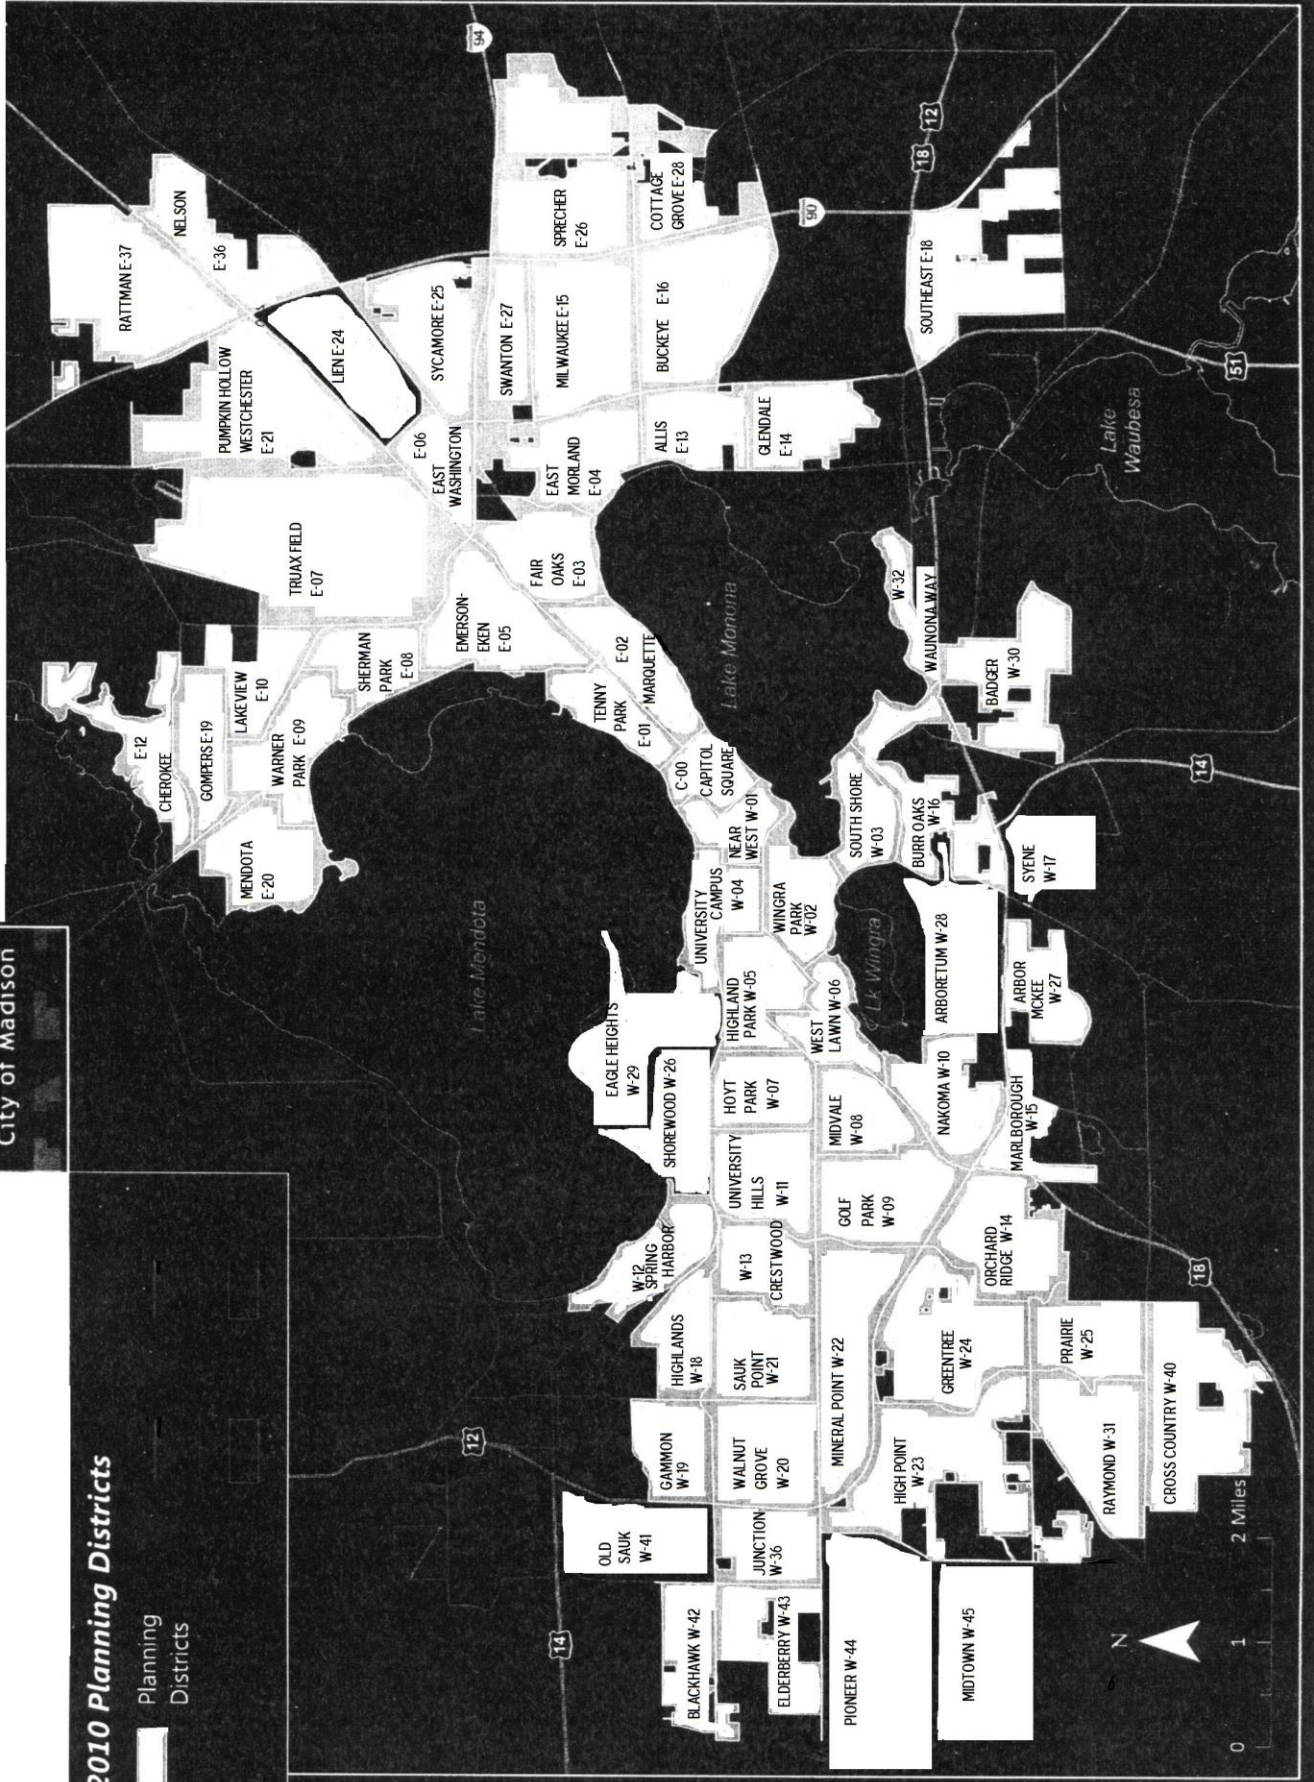 City of Madison
2010 Planning Districts
Planning
Districts
RATTMAN E-37
NELSON
E-36
CHEROKEE
E-12
GOMPERS E-19
LAKEVIEW
E-10
MENDOTA
E-20
WARNER
PARK E-09
SHERMAN
PARK
E-08
TRUAX FIELD
E-07
PUMPKIN HOLLOW
WESTCHESTER
E-21
LIEN E-24
EAST
WASHINGTON
E-06
SYCAMORE E-25
94
EMERSON-
EKEN
E-05
SWANTON E-27
FAIR
OAKS
E-03
EAST
MORLAND
E-04
MILWAUKEE E-15
SPRECHER
E-26
Lake Mendota
12
14
TENNY
PARK
E-01
E-02
MARQUETTE
ALLIS
E-13
BUCKEYE E-16
COTTAGE
GROVE E-28
C-00
CAPITOL
SQUARE
NEAR
WEST W-01
Lake Monona
GLENDALE
E-14
90
OLD
SAUK
W-41
W-12
SPRING
HARBOR
EAGLE HEIGHTS
W-29
SHOREWOOD W-26
BLACKHAWK W-42
GAMMON
W-19
HIGHLANDS
W-18
UNIVERSITY
CAMPUS
W-04
ELDERBERRY W-43
JUNCTION
W-36
WALNUT
GROVE
W-20
SAUK
POINT
W-21
W-13
CRESTWOOD
UNIVERSITY
HILLS
W-11
HOYT
PARK
W-07
HIGHLAND
PARK W-05
WINGRA
PARK
W-02
PIONEER W-44
MINERAL POINT W-22
GOLF
PARK
W-09
MIDVALE
W-08
WEST
LAWN W-06
Lk Wingra
SOUTH SHORE
W-03
W-32
WAUNONA WAY
SOUTHEAST E-18
18
12
MIDTOWN W-45
HIGH POINT
W-23
GREENTREE
W-24
ORCHARD
RIDGE W-14
NAKOMA W-10
ARBORETUM W-28
BURR OAKS
W-16
BADGER
W-30
MARLBOROUGH
W-15
ARBOR
MCKEE
W-27
SYENE
W-17
Lake
Waubesa
RAYMOND W-31
PRAIRIE
W-25
CROSS COUNTRY W-40
18
14
51
N
0 1 2 Miles